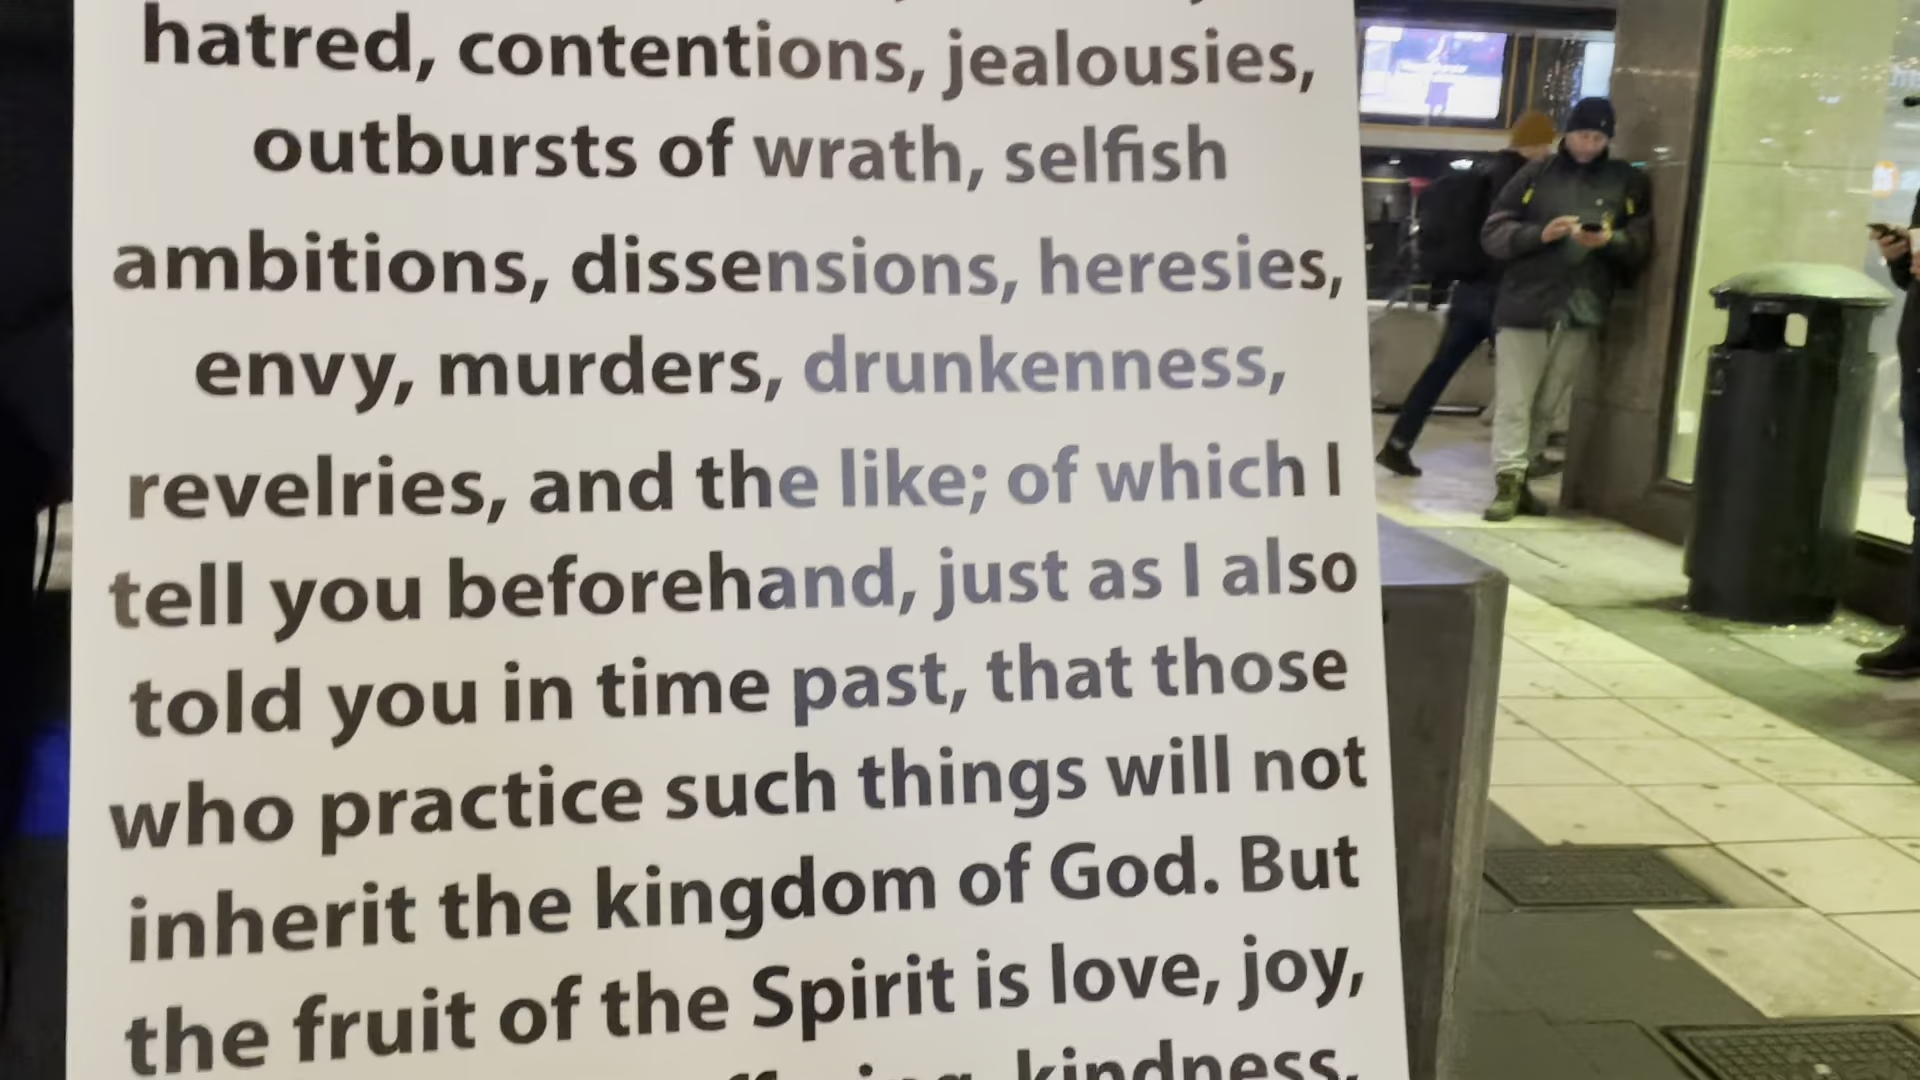 hatred, contentions, jealousies,
outbursts of wrath, selfish
ambitions, dissensions, heresies,
envy, murders, drunkenness,
revelries, and the like; of which I
tell you beforehand, just as I also
told you in time past, that those
who practice such things will not
inherit the kingdom of God. But
the fruit of the Spirit is love, joy,
kindness,